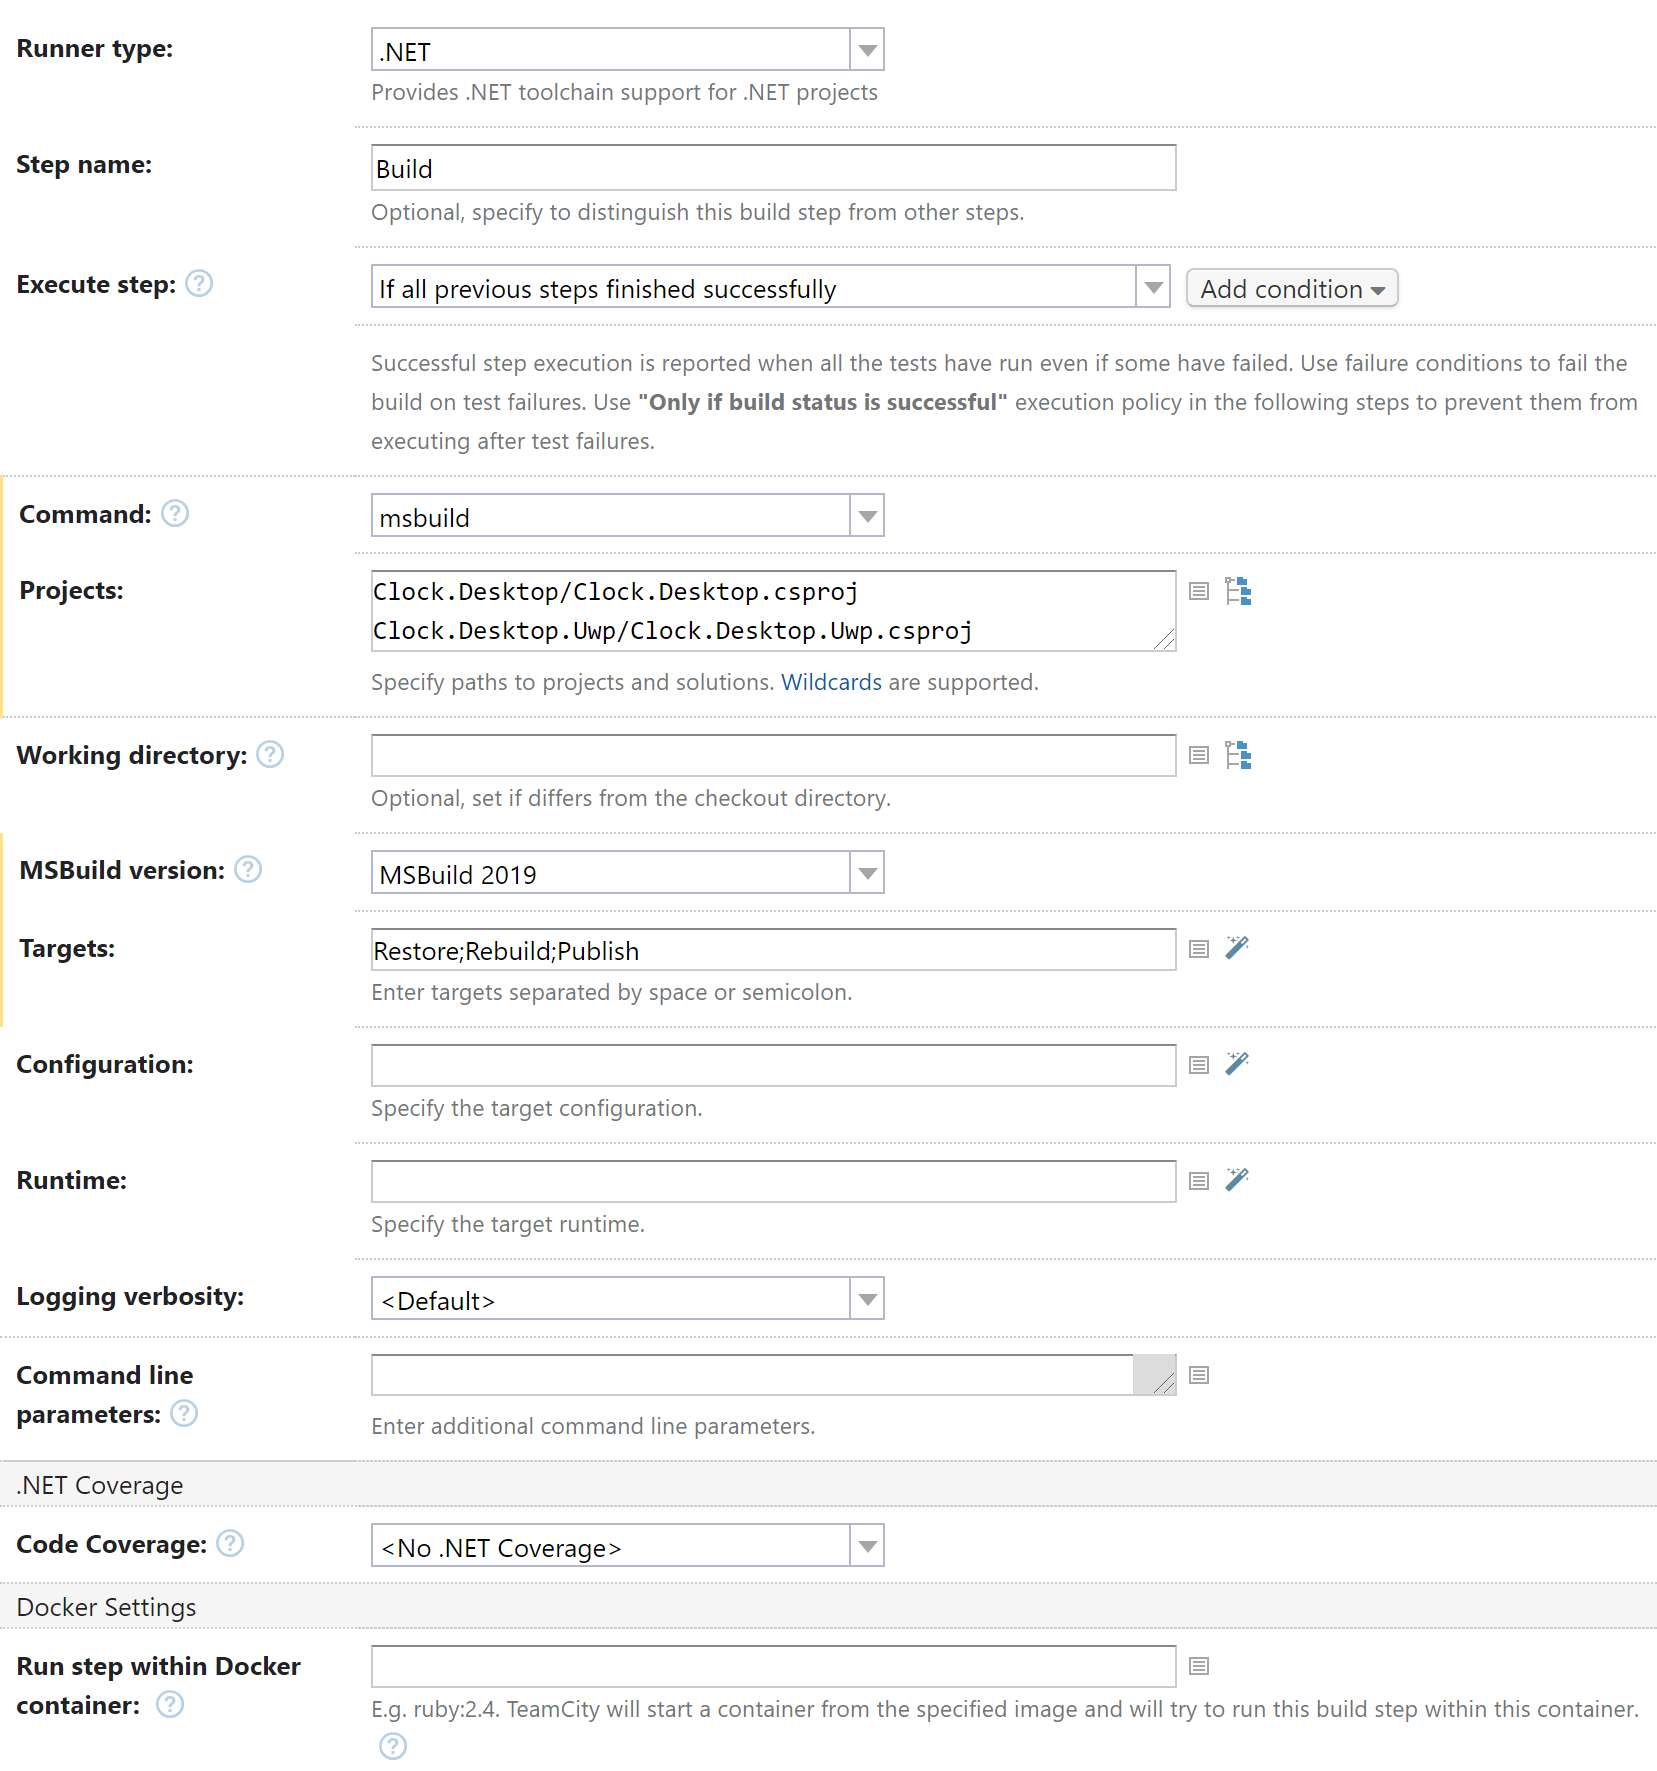 Runner type:
.NET
Provides .NET toolchain support for .NET projects
Step name:
Build
Optional, specify to distinguish this build step from other steps.
Execute step: ?
If all previous steps finished successfully
Add condition
Successful step execution is reported when all the tests have run even if some have failed. Use failure conditions to fail the
build on test failures. Use "Only if build status is successful" execution policy in the following steps to prevent them from
executing after test failures.
Command: ?
msbuild
Projects:
Clock.Desktop/Clock.Desktop.csproj
Clock.Desktop.Uwp/Clock.Desktop.Uwp.csproj
Specify paths to projects and solutions. Wildcards are supported.
Working directory: ?
Optional, set if differs from the checkout directory.
MSBuild version: ?
MSBuild 2019
Targets:
Restore;Rebuild;Publish
Enter targets separated by space or semicolon.
Configuration:
Specify the target configuration.
Runtime:
Specify the target runtime.
Logging verbosity:
<Default>
Command line
parameters: ?
Enter additional command line parameters.
.NET Coverage
Code Coverage: ?
<No .NET Coverage>
Docker Settings
Run step within Docker
container: ?
E.g. ruby:2.4. TeamCity will start a container from the specified image and will try to run this build step within this container.
?